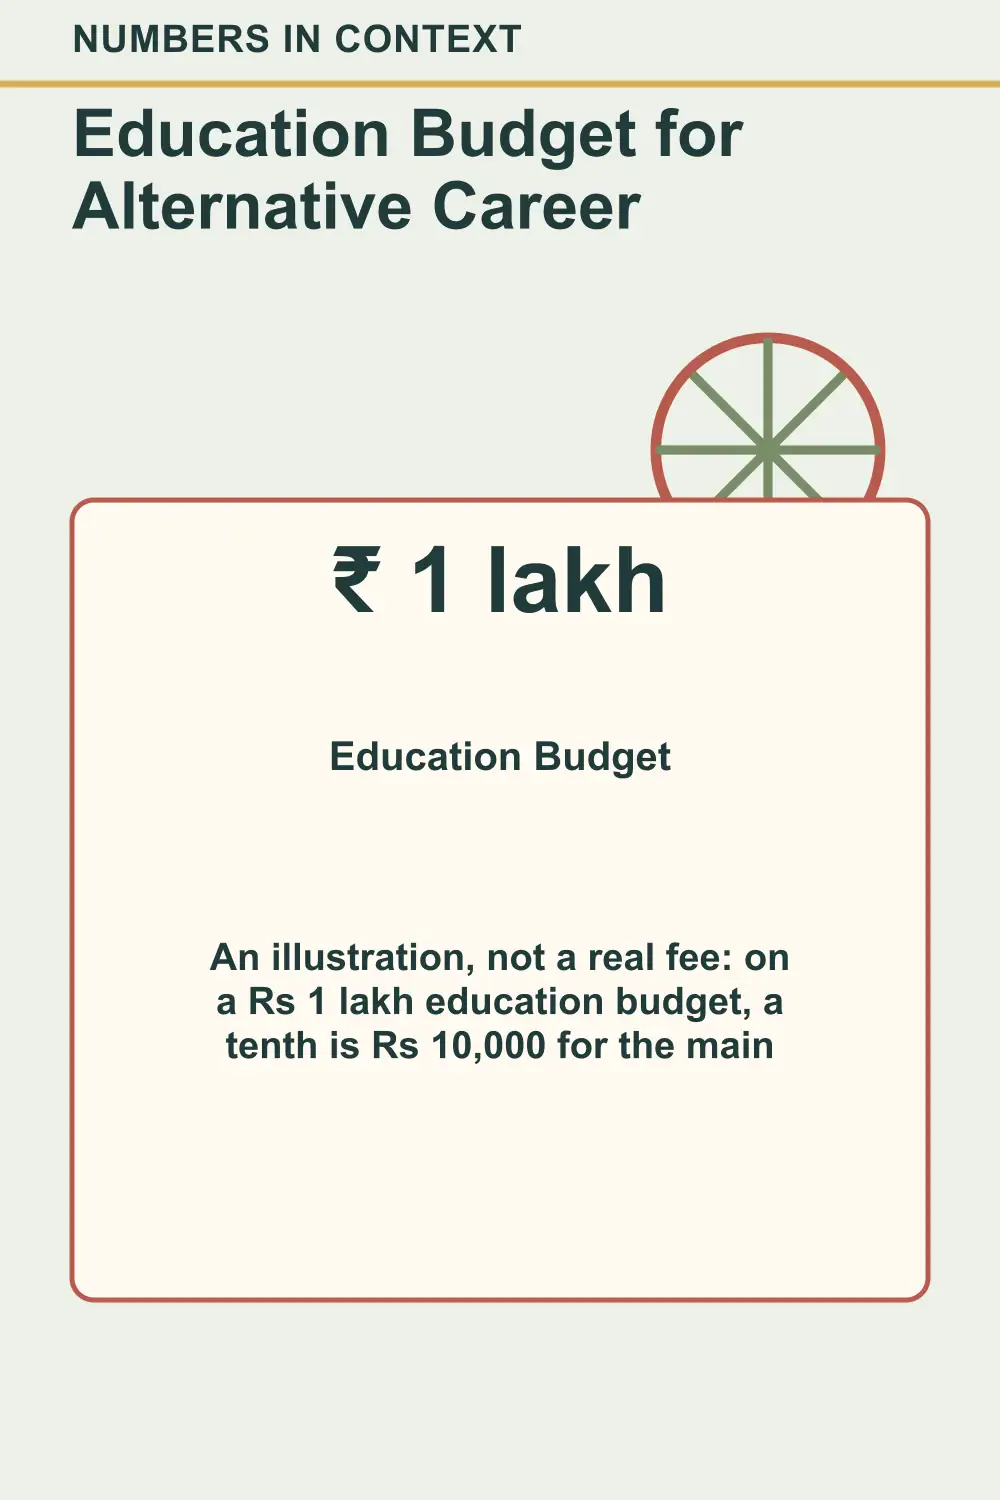 NUMBERS IN CONTEXT
Education Budget for
Alternative Career
₹ 1 lakh
Education Budget
An illustration, not a real fee: on
a Rs 1 lakh education budget, a
tenth is Rs 10,000 for the main